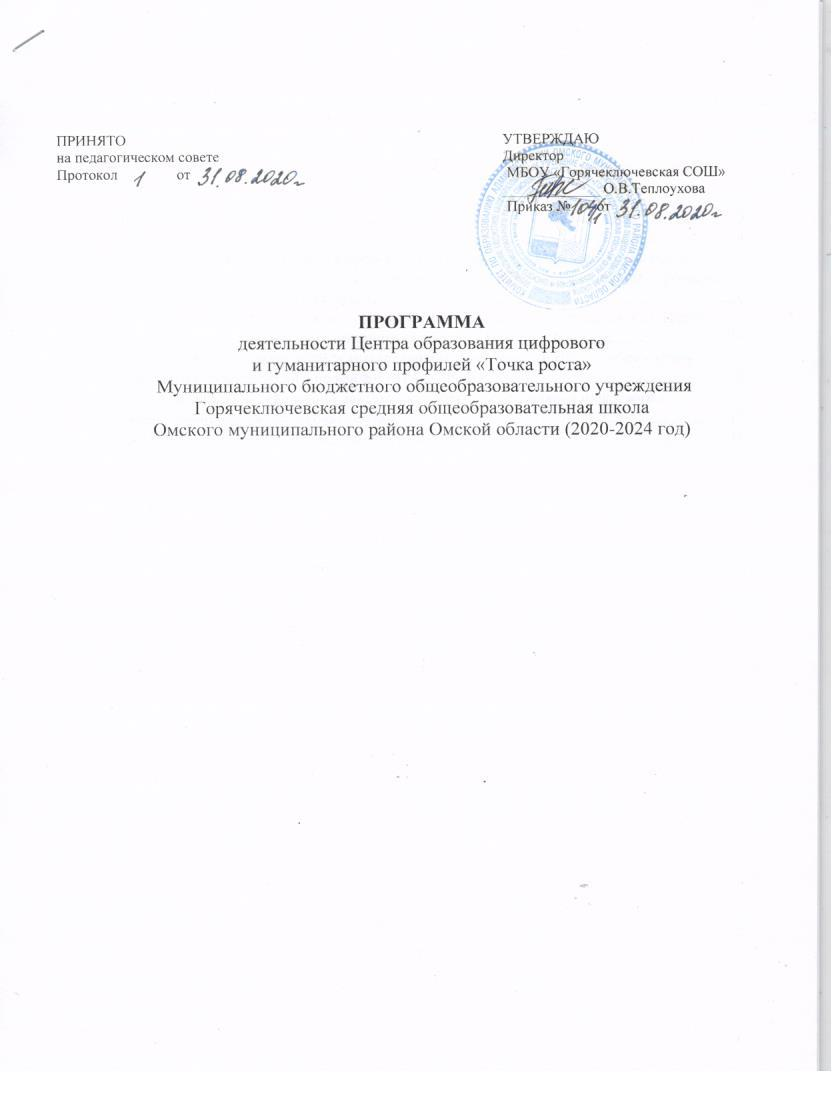 ПРИНЯТО
на педагогическом совете
Протокол 1 от 31.08.2020г
УТВЕРЖДАЮ
Директор
МБОУ «Горячеключевская СОШ»
О.В.Теплоухова
Приказ № от 31.08.2020г
ПРОГРАММА
деятельности Центра образования цифрового
и гуманитарного профилей «Точка роста»
Муниципального бюджетного общеобразовательного учреждения
Горячеключевская средняя общеобразовательная школа
Омского муниципального района Омской области (2020-2024 год)